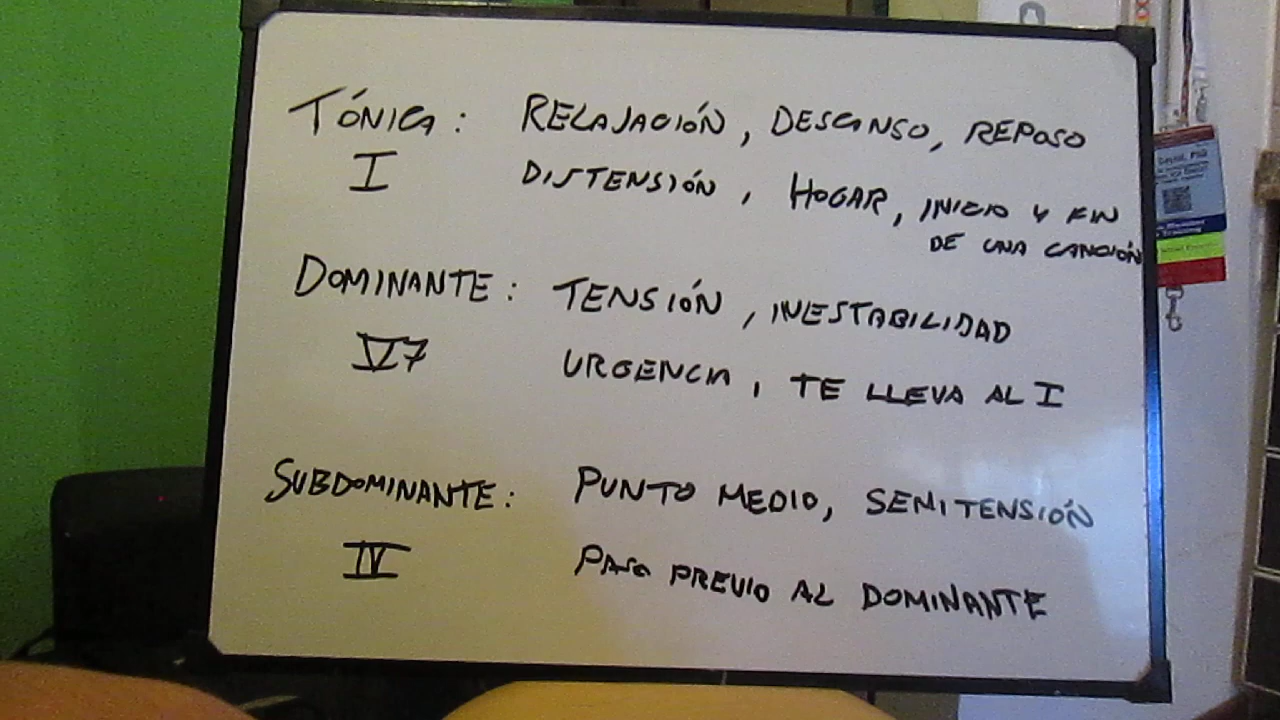 TÓNICA: RELAJACIÓN, DESCANSO, REPOSO
I DISTENSIÓN, HOGAR, INICIO Y FIN
DE UNA CANCIÓN
DOMINANTE: TENSIÓN, INESTABILIDAD
V7 URGENCIA, TE LLEVA AL I
SUBDOMINANTE: PUNTO MEDIO, SEMITENSIÓN
IV PASO PREVIO AL DOMINANTE